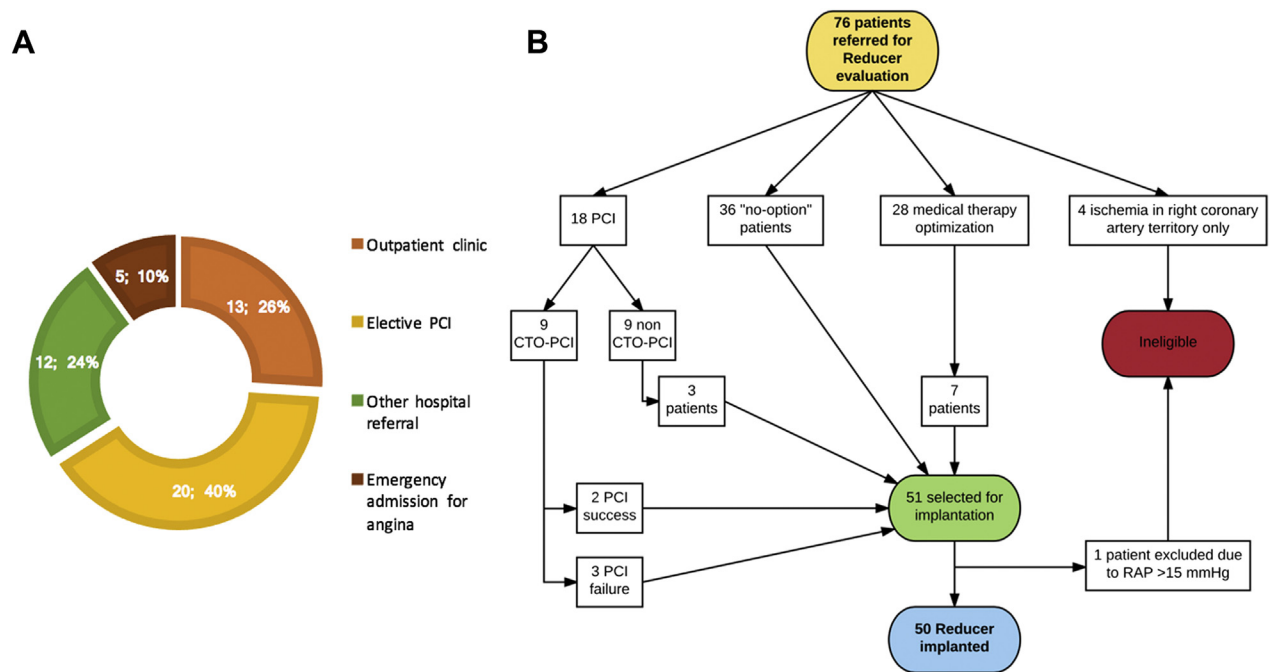 A
5; 10%
13; 26%
12; 24%
20; 40%
Outpatient clinic
Elective PCI
Other hospital
referral
Emergency
admission for
angina
B
76 patients
referred for
Reducer
evaluation
18 PCI
36 "no-option"
patients
28 medical therapy
optimization
4 ischemia in right coronary
artery territory only
9
CTO-PCI
9 non
CTO-PCI
Ineligible
3
patients
7
patients
2 PCI
success
51 selected for
implantation
3 PCI
failure
1 patient excluded due
to RAP >15 mmHg
50 Reducer
implanted